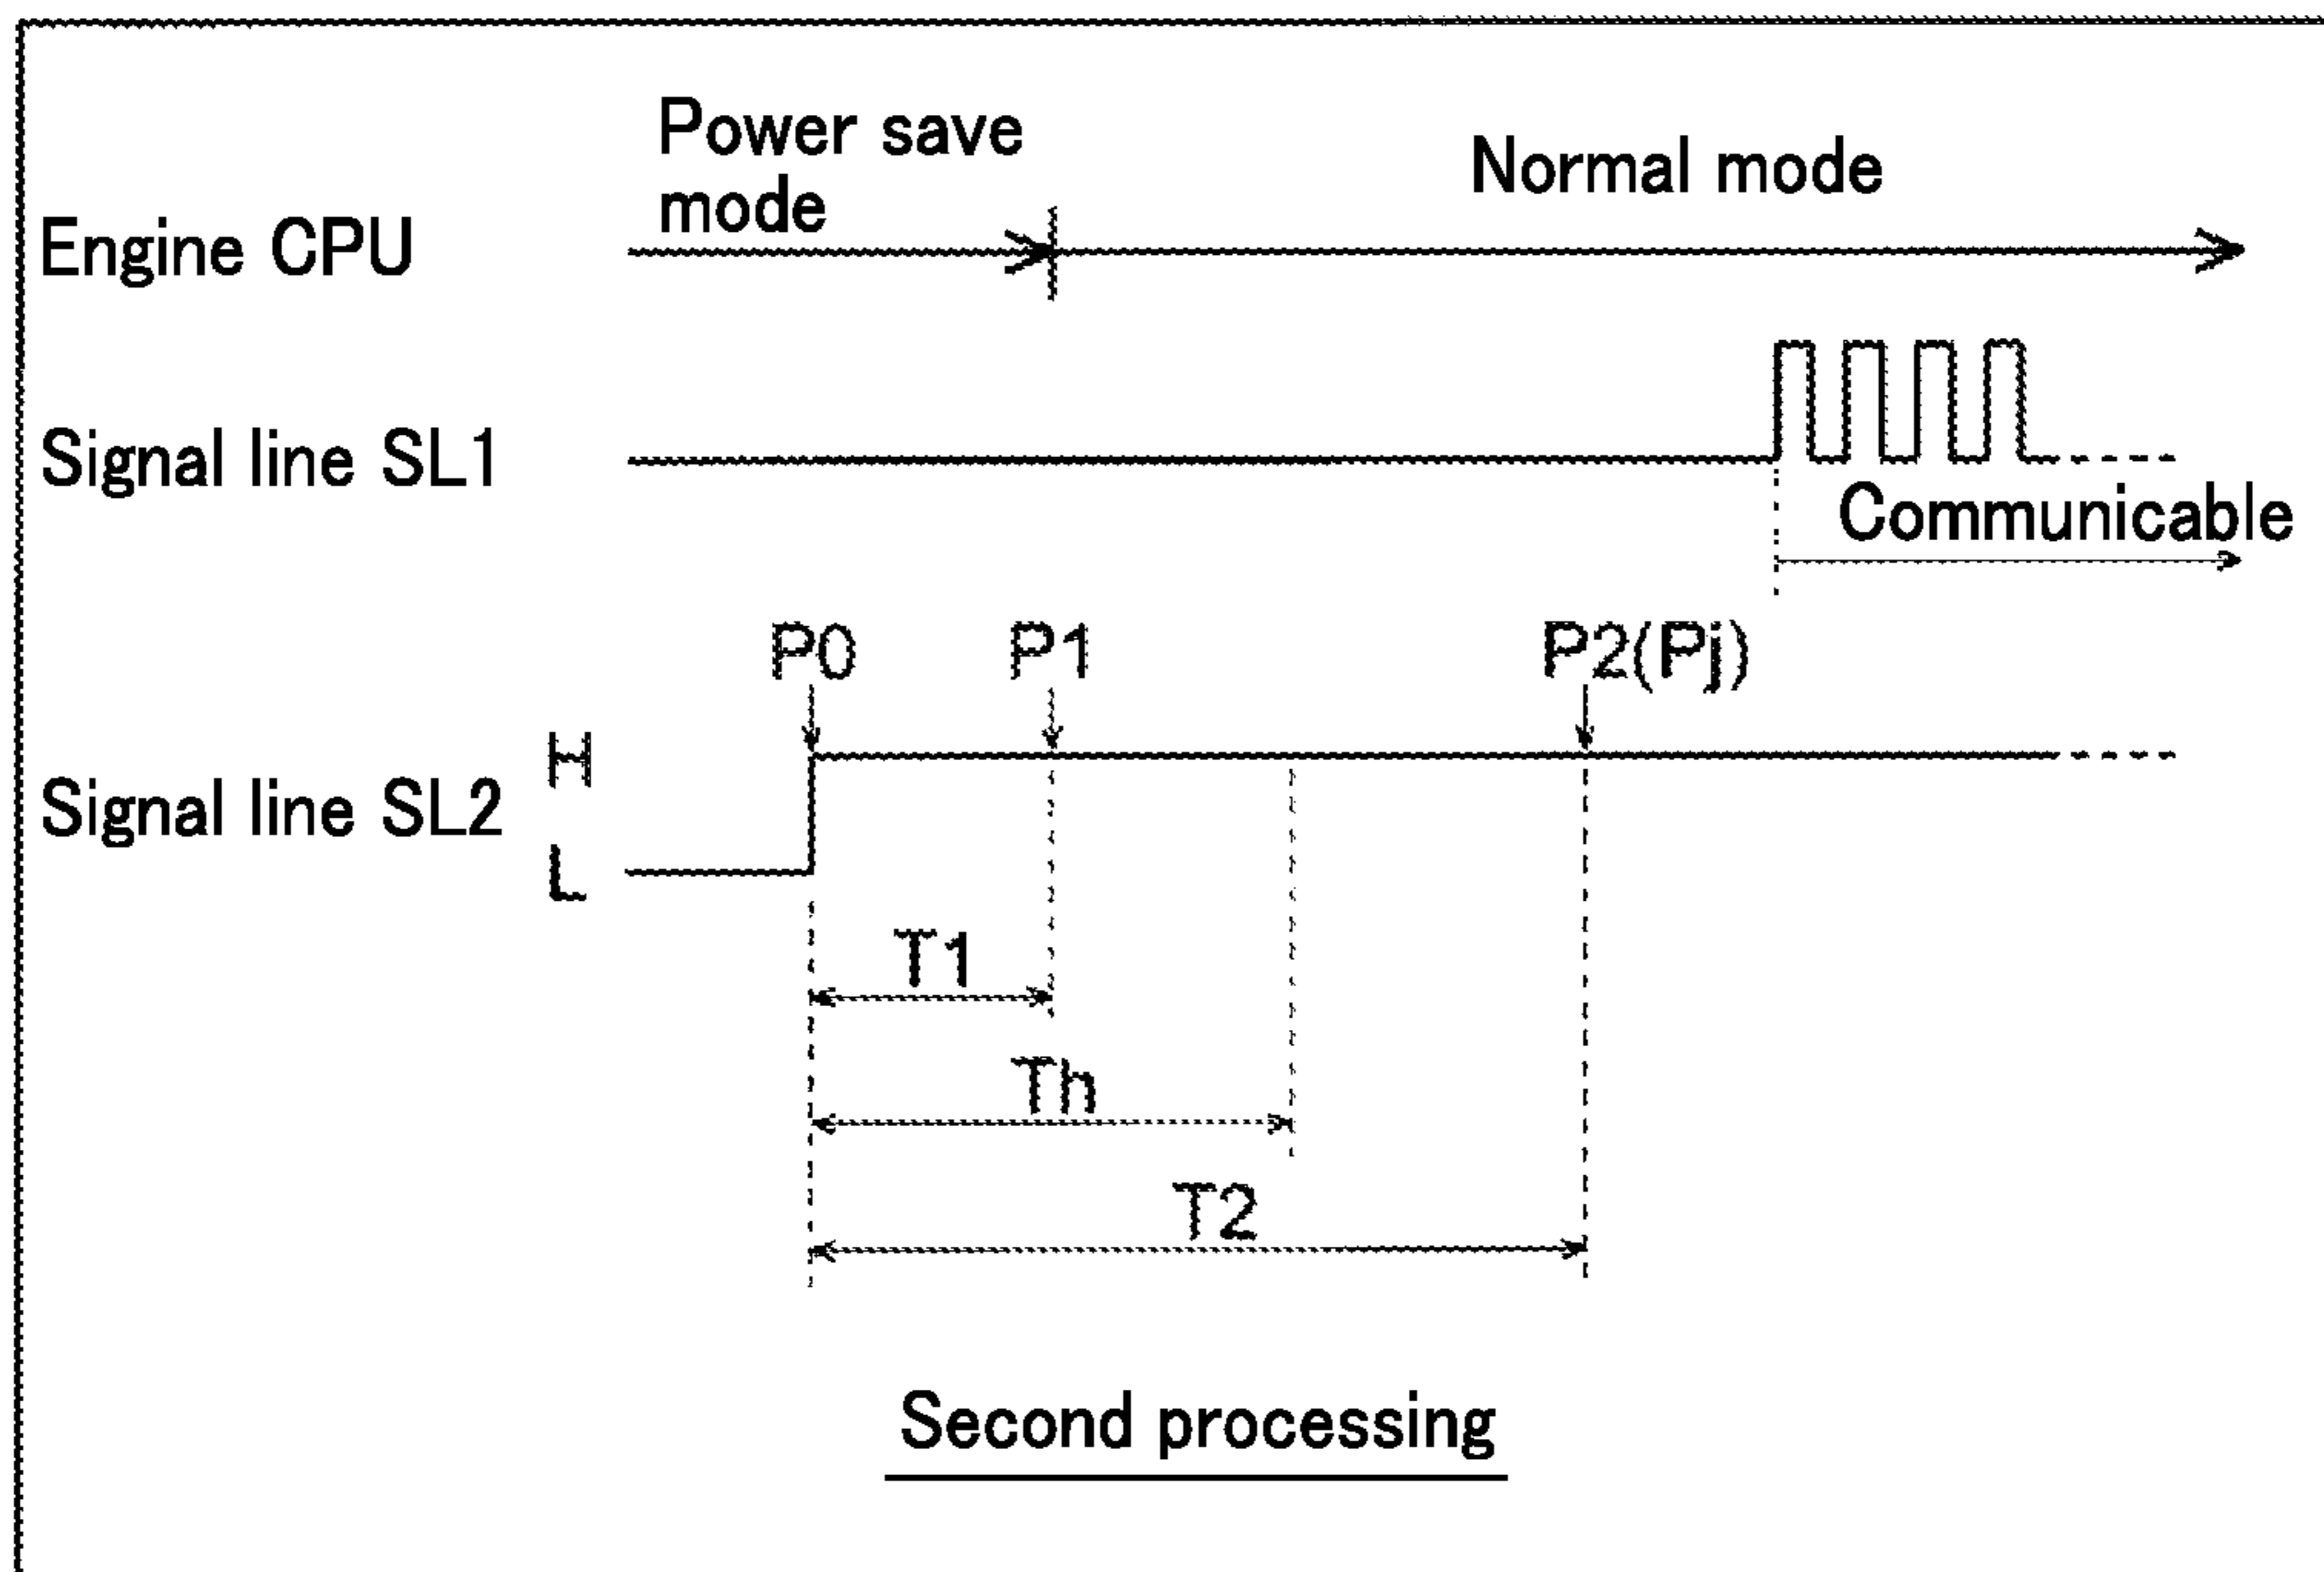 Power save
mode
Normal mode
Engine CPU
Signal line SL1
Communicable
P0
P1
P2(Pj)
H
Signal line SL2
L
T1
Th
T2
Second processing